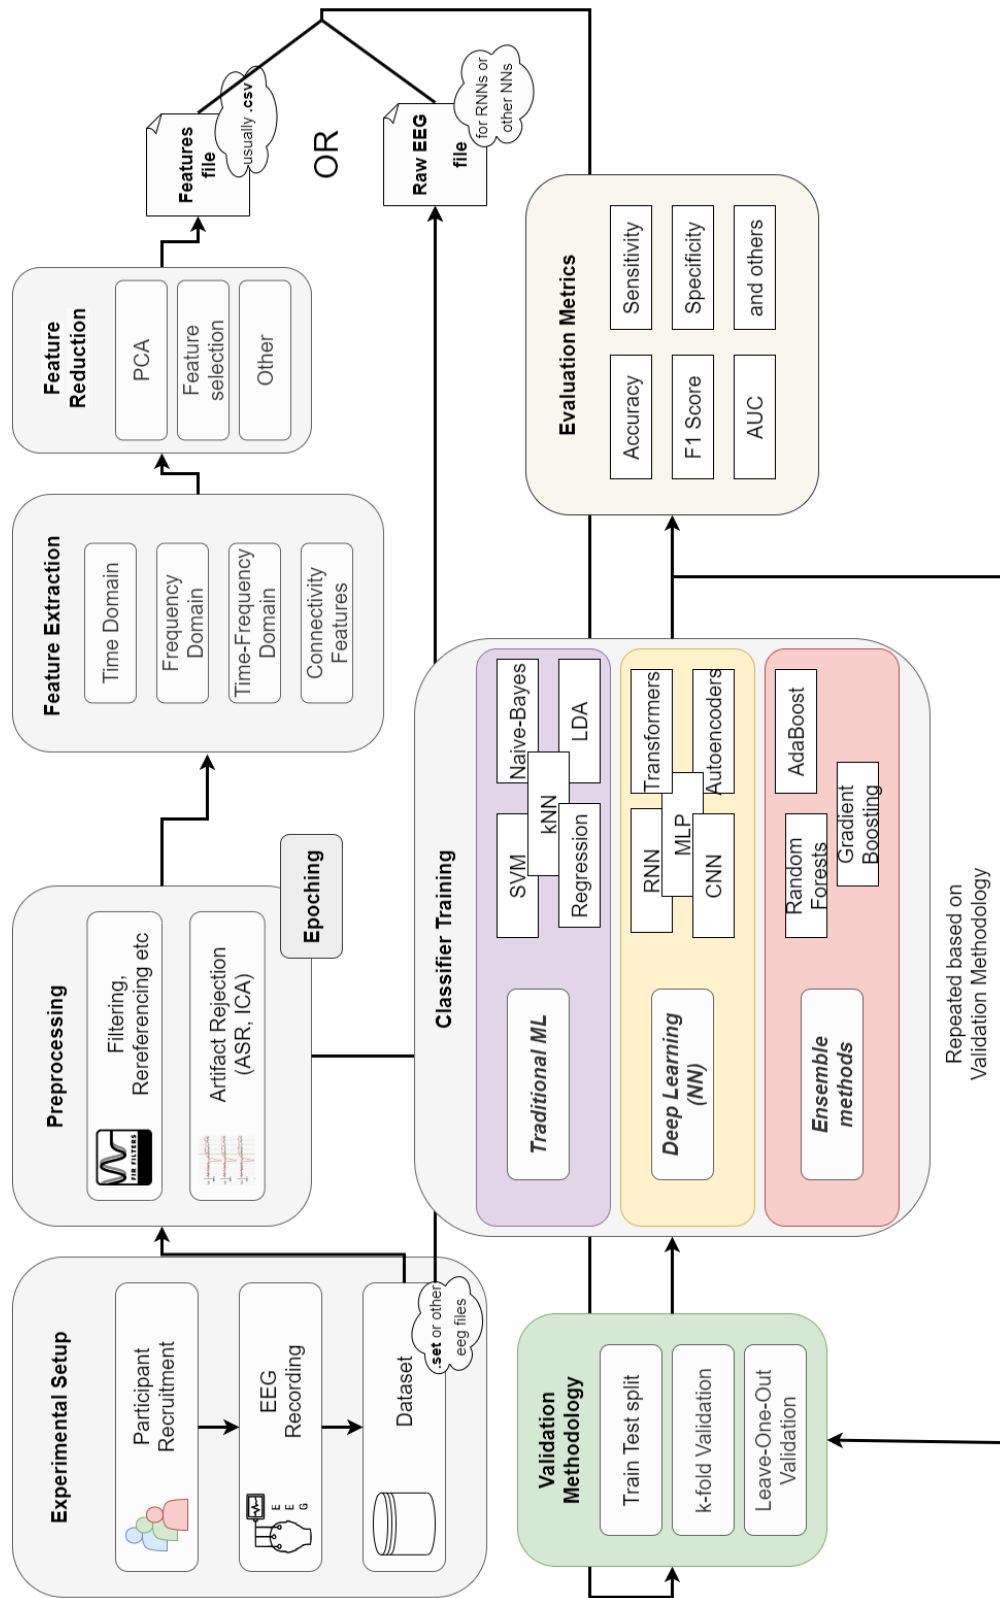 Experimental Setup
Participant
Recruitment
EEG
Recording
E
E
G
Dataset
.set or other
eeg files
Preprocessing
Filtering,
Rereferencing etc
FIR FILTERS
Artifact Rejection
(ASR, ICA)
Epoching
Feature Extraction
Time Domain
Frequency
Domain
Time-Frequency
Domain
Connectivity
Features
Feature
Reduction
PCA
Feature
selection
Other
Features
file
usually .csv
OR
Raw EEG
file
for RNNs or
other NNs
Validation
Methodology
Train Test split
k-fold Validation
Leave-One-Out
Validation
Classifier Training
Traditional ML
SVM
Naive-Bayes
kNN
Regression
LDA
Deep Learning
(NN)
RNN
Transformers
MLP
CNN
Autoencoders
Ensemble
methods
Random
Forests
AdaBoost
Gradient
Boosting
Evaluation Metrics
Accuracy
Sensitivity
F1 Score
Specificity
AUC
and others
Repeated based on
Validation Methodology